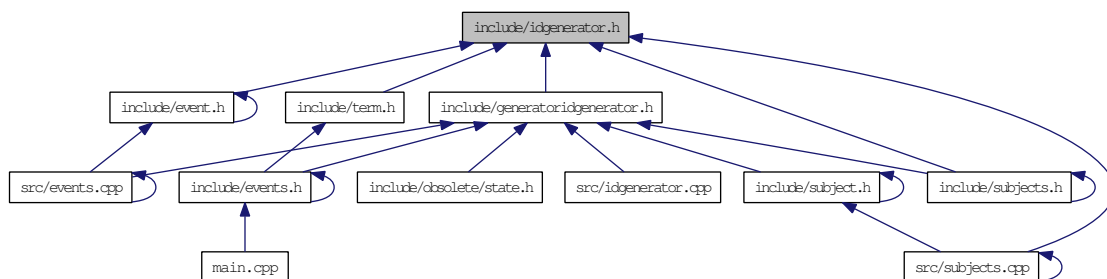 include/idgenerator.h
include/event.h
include/term.h
include/generatoridgenerator.h
src/events.cpp
include/events.h
include/obsolete/state.h
src/idgenerator.cpp
include/subject.h
include/subjects.h
main.cpp
src/subjects.cpp